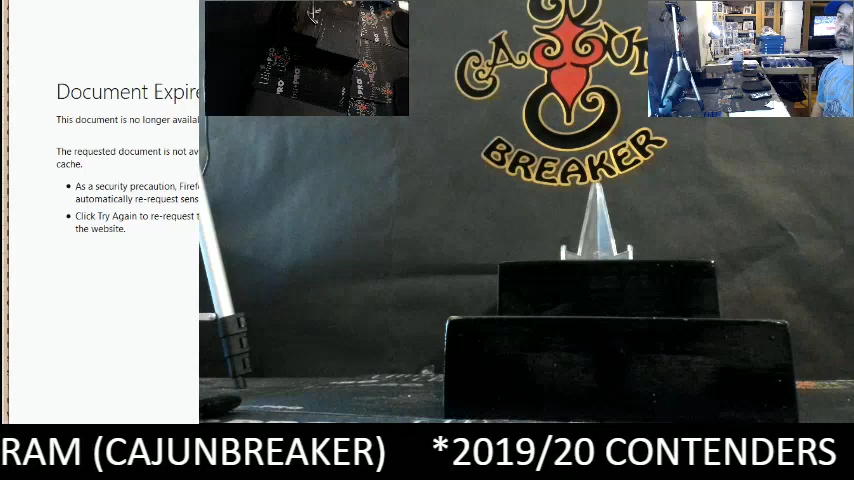 Document Expire
This document is no longer availa
The requested document is not av
cache.
As a security precaution, Firef
automatically re-request sens
Click Try Again to re-request t
the website.
CAJUN
BREAKER
RAM (CAJUNBREAKER) *2019/20 CONTENDERS